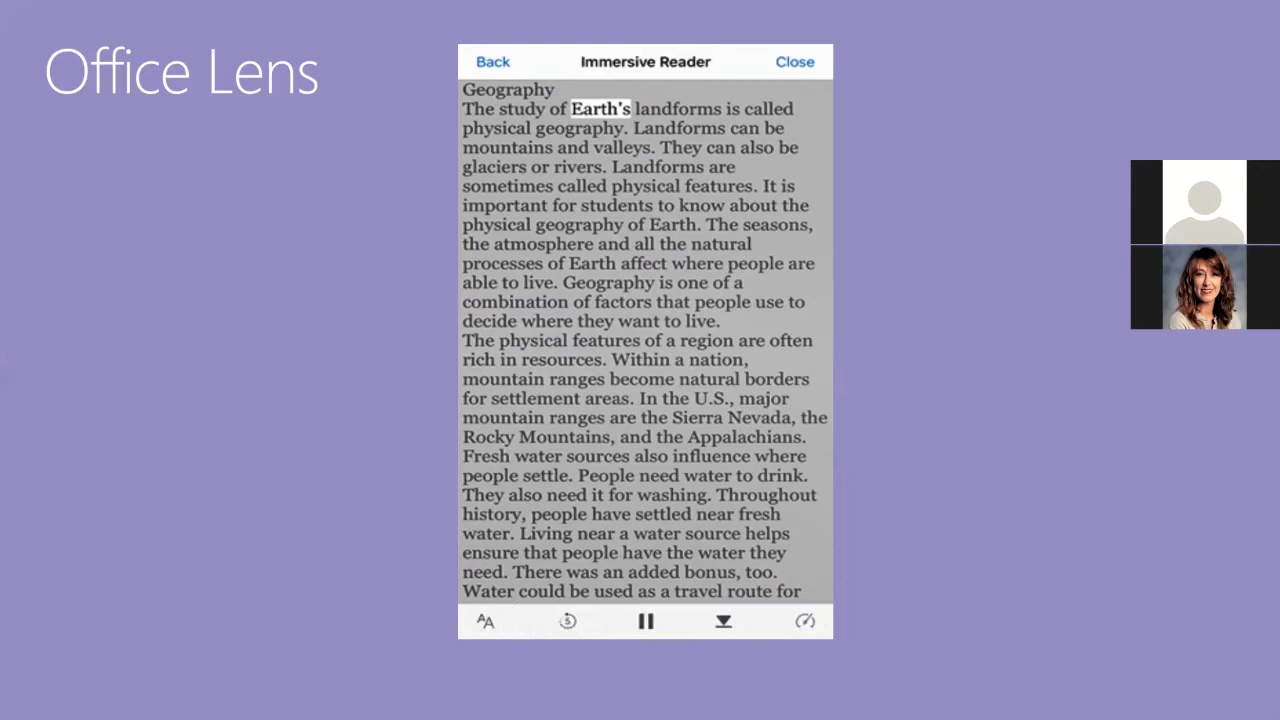 Office Lens
Back Immersive Reader Close
Geography
The study of Earth's landforms is called
physical geography. Landforms can be
mountains and valleys. They can also be
glaciers or rivers. Landforms are
sometimes called physical features. It is
important for students to know about the
physical geography of Earth. The seasons,
the atmosphere and all the natural
processes of Earth affect where people are
able to live. Geography is one of a
combination of factors that people use to
decide where they want to live.
The physical features of a region are often
rich in resources. Within a nation,
mountain ranges become natural borders
for settlement areas. In the U.S., major
mountain ranges are the Sierra Nevada, the
Rocky Mountains, and the Appalachians.
Fresh water sources also influence where
people settle. People need water to drink.
They also need it for washing. Throughout
history, people have settled near fresh
water. Living near a water source helps
ensure that people have the water they
need. There was an added bonus, too.
Water could be used as a travel route for
AA 5